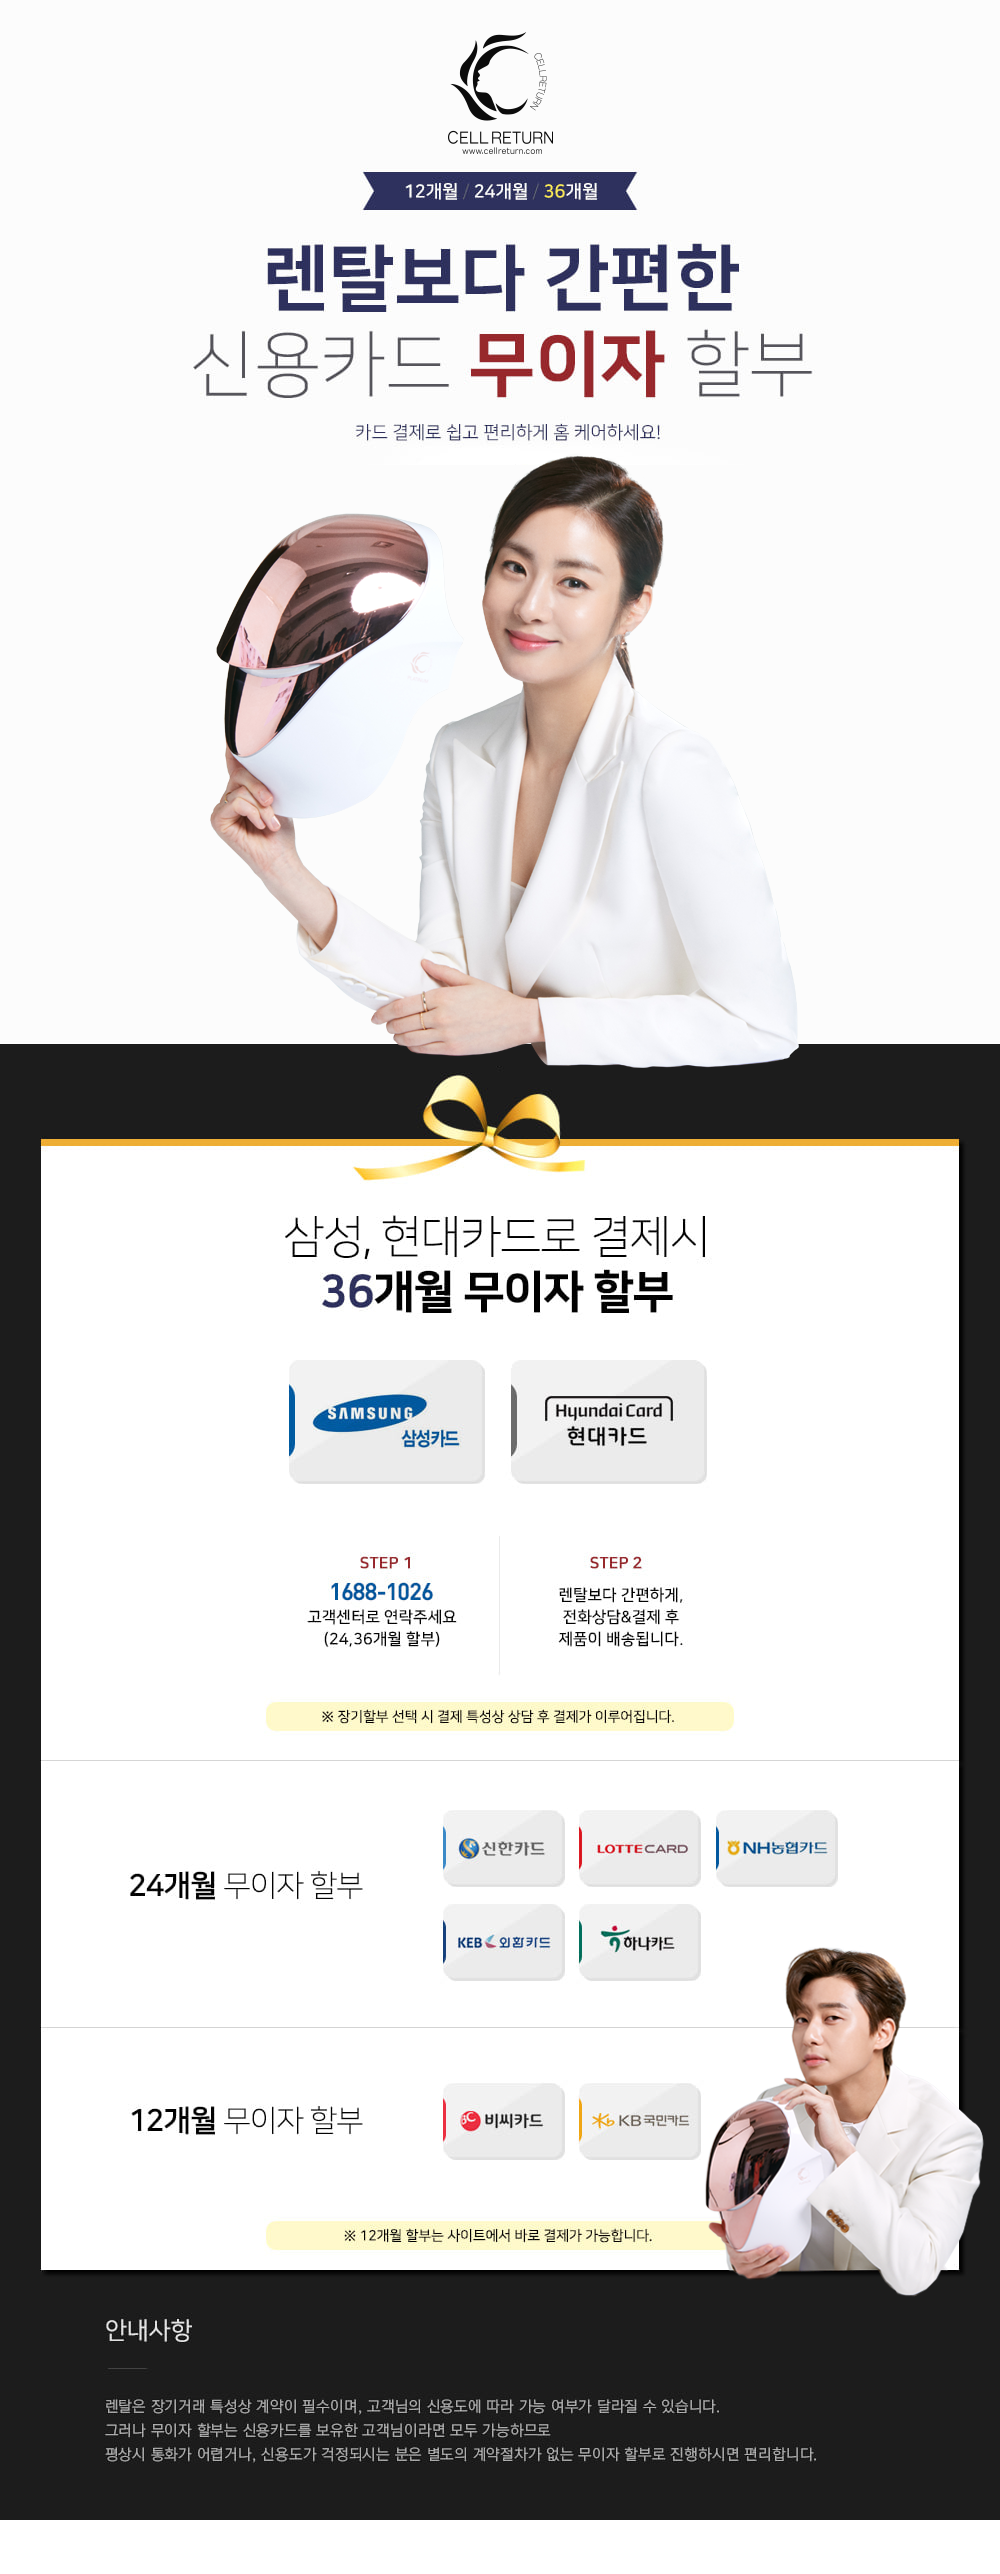 CELLRETURN
CELL RETURN
www.cellreturn.com
12개월 / 24개월 / 36개월
렌탈보다 간편한
신용카드 무이자 할부
카드 결제로 쉽고 편리하게 홈 케어하세요!
삼성, 현대카드로 결제시
36개월 무이자 할부
SAMSUNG
삼성카드
Hyundai Card
현대카드
STEP 1
1688-1026
고객센터로 연락주세요
(24,36개월 할부)
STEP 2
렌탈보다 간편하게,
전화상담&결제 후
제품이 배송됩니다.
※ 장기할부 선택 시 결제 특성상 상담 후 결제가 이루어집니다.
24개월 무이자 할부
신한카드
LOTTE CARD
NH농협카드
KEB 외환카드
하나카드
12개월 무이자 할부
비씨카드
KB국민카드
※ 12개월 할부는 사이트에서 바로 결제가 가능합니다.
안내사항
렌탈은 장기거래 특성상 계약이 필수이며, 고객님의 신용도에 따라 가능 여부가 달라질 수 있습니다.
그러나 무이자 할부는 신용카드를 보유한 고객님이라면 모두 가능하므로
평상시 통화가 어렵거나, 신용도가 걱정되시는 분은 별도의 계약절차가 없는 무이자 할부로 진행하시면 편리합니다.